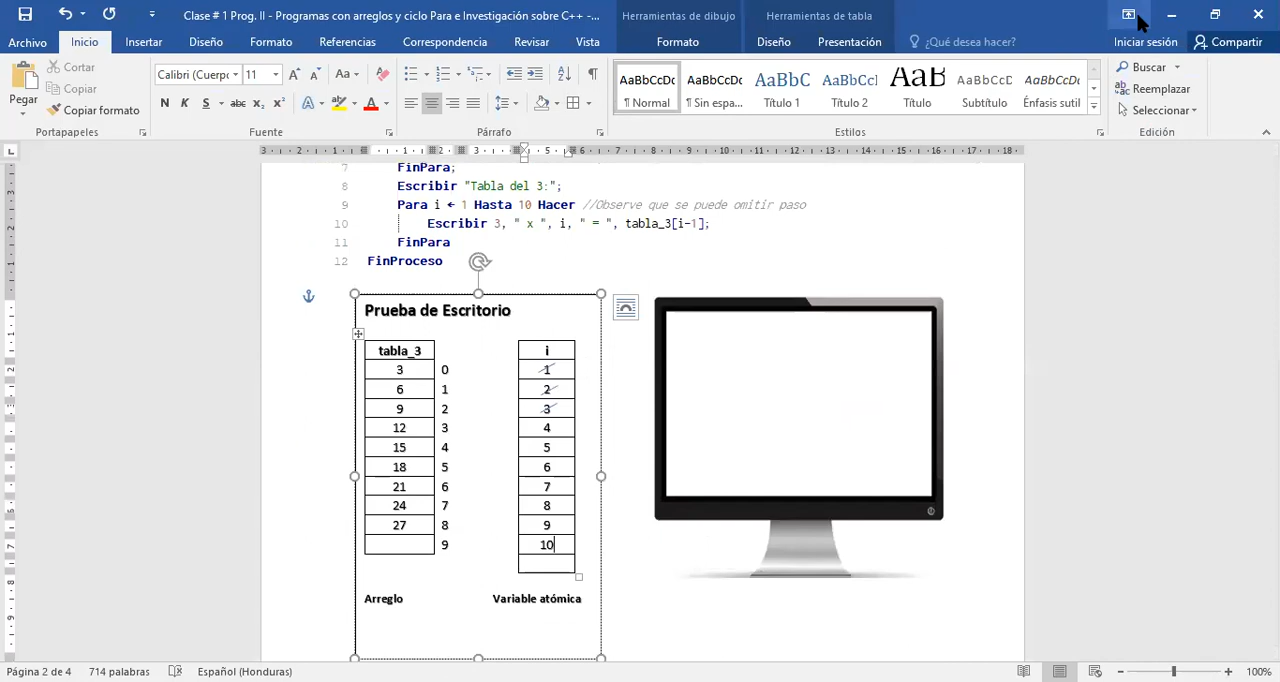 Clase # 1 Prog. II - Programas con arreglos y ciclo Para e Investigación sobre C++ -...
Herramientas de dibujo
Herramientas de tabla
Archivo
Inicio
Insertar
Diseño
Formato
Referencias
Correspondencia
Revisar
Vista
Formato
Diseño
Presentación
¿Qué desea hacer?
Iniciar sesión
Compartir
Pegar
Cortar
Copiar
Copiar formato
Portapapeles
Calibri (Cuerpo
11
Aa
N K S abc x₂ x²
Fuente
Párrafo
AaBbCcDc
¶ Normal
AaBbCcDc
¶ Sin espa...
AaBbC
Título 1
AaBbCcl
Título 2
AaB
Título
AaBbCcD
Subtítulo
AaBbCcDc
Énfasis sutil
Estilos
Buscar
Reemplazar
Seleccionar
Edición
7 FinPara;
8 Escribir "Tabla del 3:";
9 Para i ← 1 Hasta 10 Hacer //Observe que se puede omitir paso
10 Escribir 3, " x ", i, " = ", tabla_3[i-1];
11 FinPara
12 FinProceso
Prueba de Escritorio
tabla_3 i
3 0 1
6 1 2
9 2 3
12 3 4
15 4 5
18 5 6
21 6 7
24 7 8
27 8 9
9 10
Arreglo Variable atómica
Página 2 de 4 714 palabras Español (Honduras) 100%